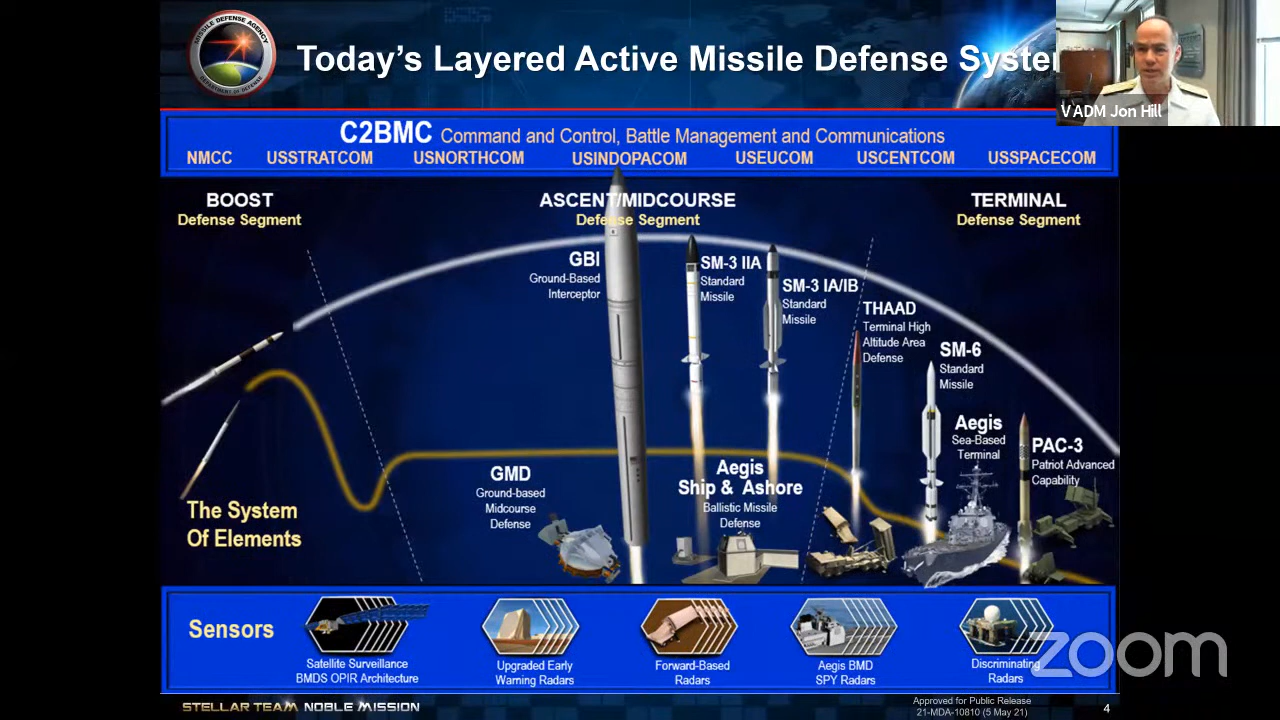 MISSILE DEFENSE AGENCY
DEPARTMENT OF DEFENSE
Today's Layered Active Missile Defense System
VADM Jon Hill
C2BMC Command and Control, Battle Management and Communications
NMCC USSTRATCOM USNORTHCOM USINDOPACOM USEUCOM USCENTCOM USSPACECOM
BOOST
Defense Segment
ASCENT/MIDCOURSE
Defense Segment
TERMINAL
Defense Segment
GBI
Ground-Based
Interceptor
SM-3 IIA
Standard
Missile
SM-3 IA/IB
Standard
Missile
THAAD
Terminal High
Altitude Area
Defense
SM-6
Standard
Missile
Aegis
Sea-Based
Terminal
PAC-3
Patriot Advanced
Capability
GMD
Ground-based
Midcourse
Defense
Aegis
Ship & Ashore
Ballistic Missile
Defense
The System
Of Elements
Sensors
Satellite Surveillance
BMDS OPIR Architecture
Upgraded Early
Warning Radars
Forward-Based
Radars
Aegis BMD
SPY Radars
Discriminating
Radars
zoom
STELLAR TEAM NOBLE MISSION
Approved for Public Release
21-MDA-10810 (5 May 21)
4